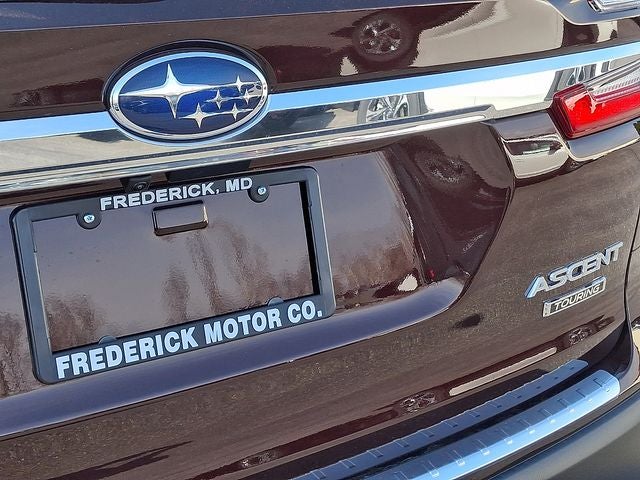 FREDERICK, MD
FREDERICK MOTOR CO.
ASCENT
TOURING